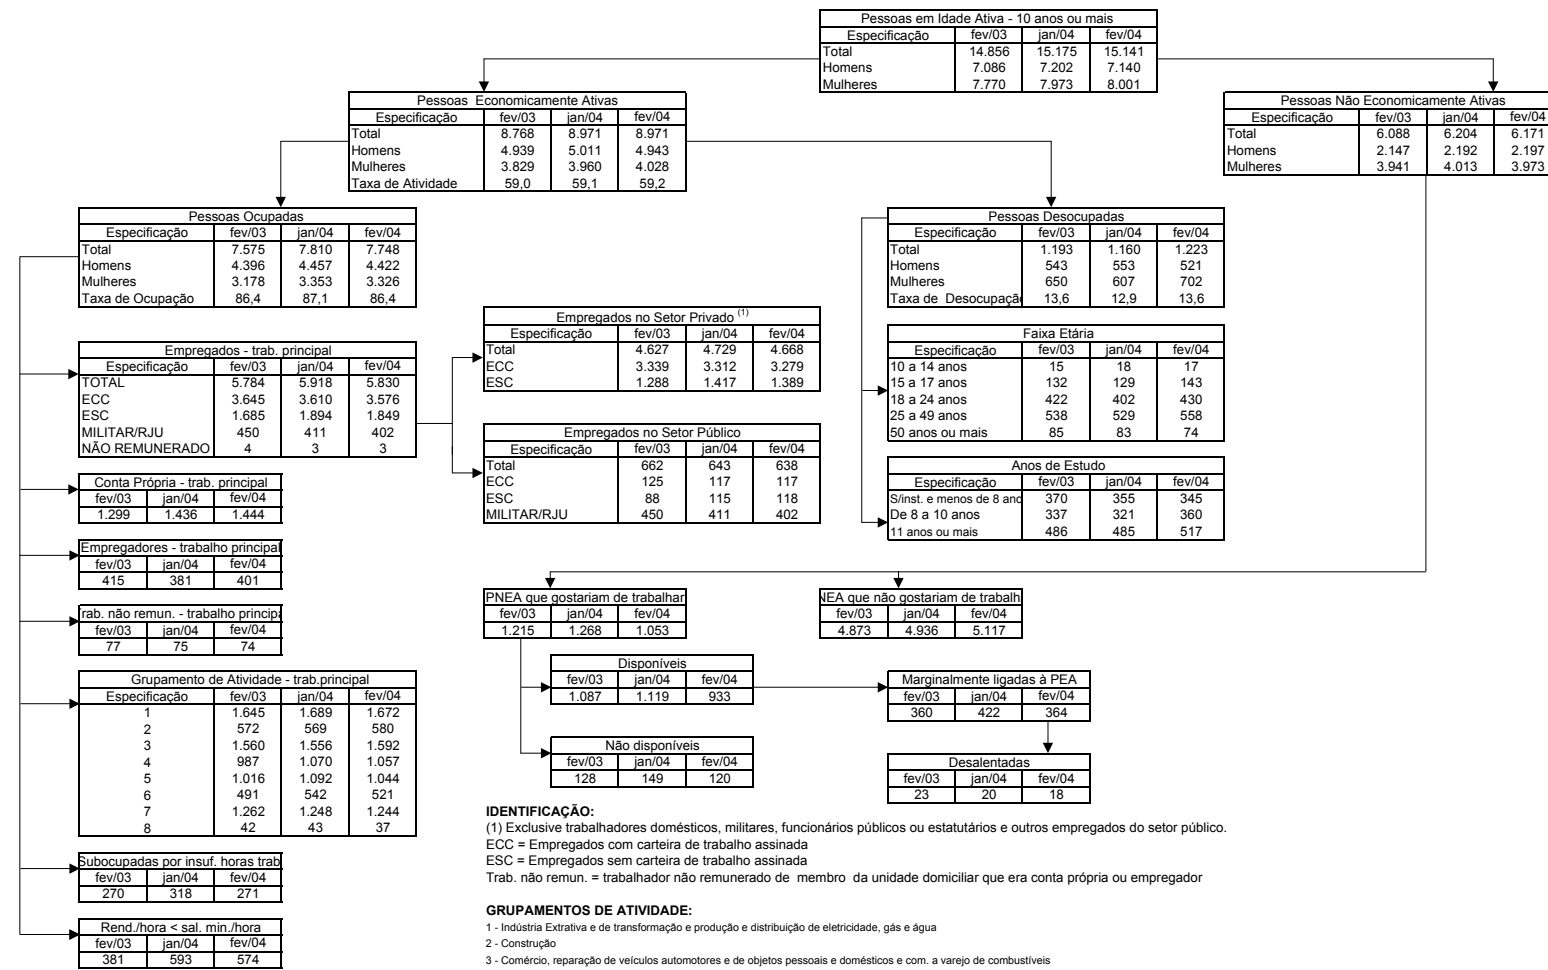 Pessoas em Idade Ativa - 10 anos ou mais
Especificação fev/03 jan/04 fev/04
Total 14.856 15.175 15.141
Homens 7.086 7.202 7.140
Mulheres 7.770 7.973 8.001
Pessoas Economicamente Ativas
Especificação fev/03 jan/04 fev/04
Total 8.768 8.971 8.971
Homens 4.939 5.011 4.943
Mulheres 3.829 3.960 4.028
Taxa de Atividade 59,0 59,1 59,2
Pessoas Não Economicamente Ativas
Especificação fev/03 jan/04 fev/04
Total 6.088 6.204 6.171
Homens 2.147 2.192 2.197
Mulheres 3.941 4.013 3.973
Pessoas Ocupadas
Especificação fev/03 jan/04 fev/04
Total 7.575 7.810 7.748
Homens 4.396 4.457 4.422
Mulheres 3.178 3.353 3.326
Taxa de Ocupação 86,4 87,1 86,4
Pessoas Desocupadas
Especificação fev/03 jan/04 fev/04
Total 1.193 1.160 1.223
Homens 543 553 521
Mulheres 650 607 702
Taxa de Desocupaçã 13,6 12,9 13,6
Empregados - trab. principal
Especificação fev/03 jan/04 fev/04
TOTAL 5.784 5.918 5.830
ECC 3.645 3.610 3.576
ESC 1.685 1.894 1.849
MILITAR/RJU 450 411 402
NÃO REMUNERADO 4 3 3
Empregados no Setor Privado (1)
Especificação fev/03 jan/04 fev/04
Total 4.627 4.729 4.668
ECC 3.339 3.312 3.279
ESC 1.288 1.417 1.389
Empregados no Setor Público
Especificação fev/03 jan/04 fev/04
Total 662 643 638
ECC 125 117 117
ESC 88 115 118
MILITAR/RJU 450 411 402
Faixa Etária
Especificação fev/03 jan/04 fev/04
10 a 14 anos 15 18 17
15 a 17 anos 132 129 143
18 a 24 anos 422 402 430
25 a 49 anos 538 529 558
50 anos ou mais 85 83 74
Anos de Estudo
Especificação fev/03 jan/04 fev/04
S/inst. e menos de 8 anc 370 355 345
De 8 a 10 anos 337 321 360
11 anos ou mais 486 485 517
Conta Própria - trab. principal
fev/03 jan/04 fev/04
1.299 1.436 1.444
Empregadores - trabalho principal
fev/03 jan/04 fev/04
415 381 401
rab. não remun. - trabalho principa
fev/03 jan/04 fev/04
77 75 74
PNEA que gostariam de trabalhar
fev/03 jan/04 fev/04
1.215 1.268 1.053
NEA que não gostariam de trabalh
fev/03 jan/04 fev/04
4.873 4.936 5.117
Disponíveis
fev/03 jan/04 fev/04
1.087 1.119 933
Marginalmente ligadas à PEA
fev/03 jan/04 fev/04
360 422 364
Não disponíveis
fev/03 jan/04 fev/04
128 149 120
Desalentadas
fev/03 jan/04 fev/04
23 20 18
Grupamento de Atividade - trab.principal
Especificação fev/03 jan/04 fev/04
1 1.645 1.689 1.672
2 572 569 580
3 1.560 1.556 1.592
4 987 1.070 1.057
5 1.016 1.092 1.044
6 491 542 521
7 1.262 1.248 1.244
8 42 43 37
Subocupadas por insuf. horas trab
fev/03 jan/04 fev/04
270 318 271
Rend./hora < sal. min./hora
fev/03 jan/04 fev/04
381 593 574
IDENTIFICAÇÃO:
(1) Exclusive trabalhadores domésticos, militares, funcionários públicos ou estatutários e outros empregados do setor público.
ECC = Empregados com carteira de trabalho assinada
ESC = Empregados sem carteira de trabalho assinada
Trab. não remun. = trabalhador não remunerado de membro da unidade domiciliar que era conta própria ou empregador
GRUPAMENTOS DE ATIVIDADE:
1 - Indústria Extrativa e de transformação e produção e distribuição de eletricidade, gás e água
2 - Construção
3 - Comércio, reparação de veículos automotores e de objetos pessoais e domésticos e com. a varejo de combustíveis